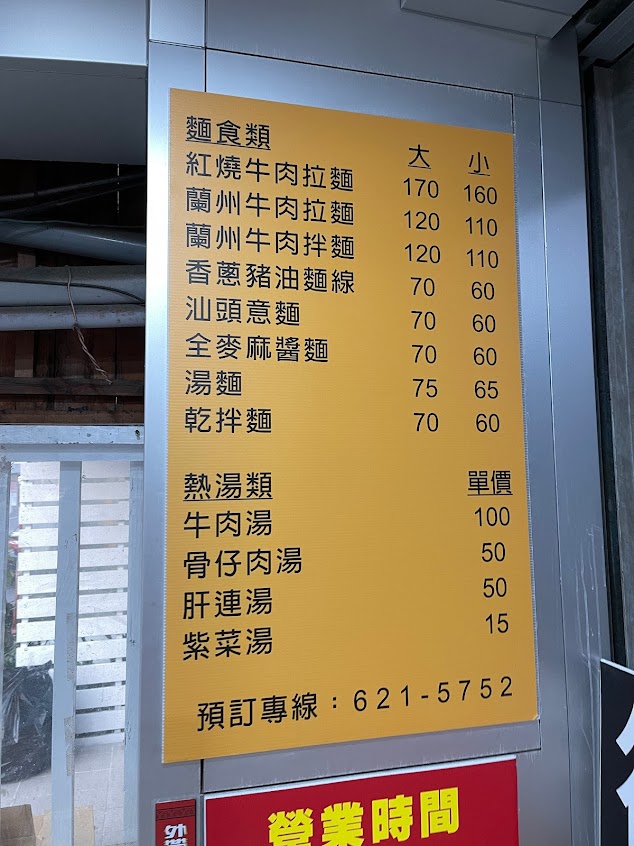 麵食類 大 小
紅燒牛肉拉麵 170 160
蘭州牛肉拉麵 120 110
蘭州牛肉拌麵 120 110
香蔥豬油麵線 70 60
汕頭意麵 70 60
全麥麻醬麵 70 60
湯麵 75 65
乾拌麵 70 60
熱湯類 單價
牛肉湯 100
骨仔肉湯 50
肝連湯 50
紫菜湯 15
預訂專線：621-5752
營業時間
外